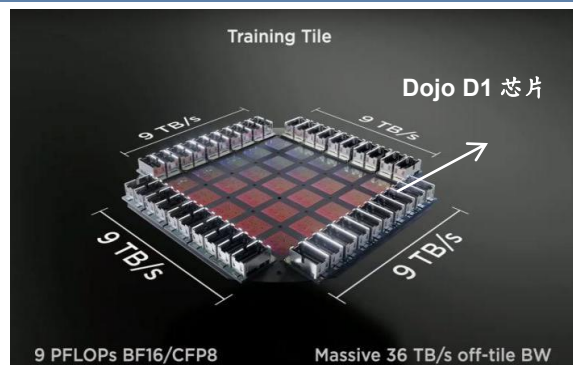 Training Tile
Dojo D1 芯片
9 TB/s
9 TB/s
9 TB/s
9 TB/s
9 PFLOPs BF16/CFP8
Massive 36 TB/s off-tile BW